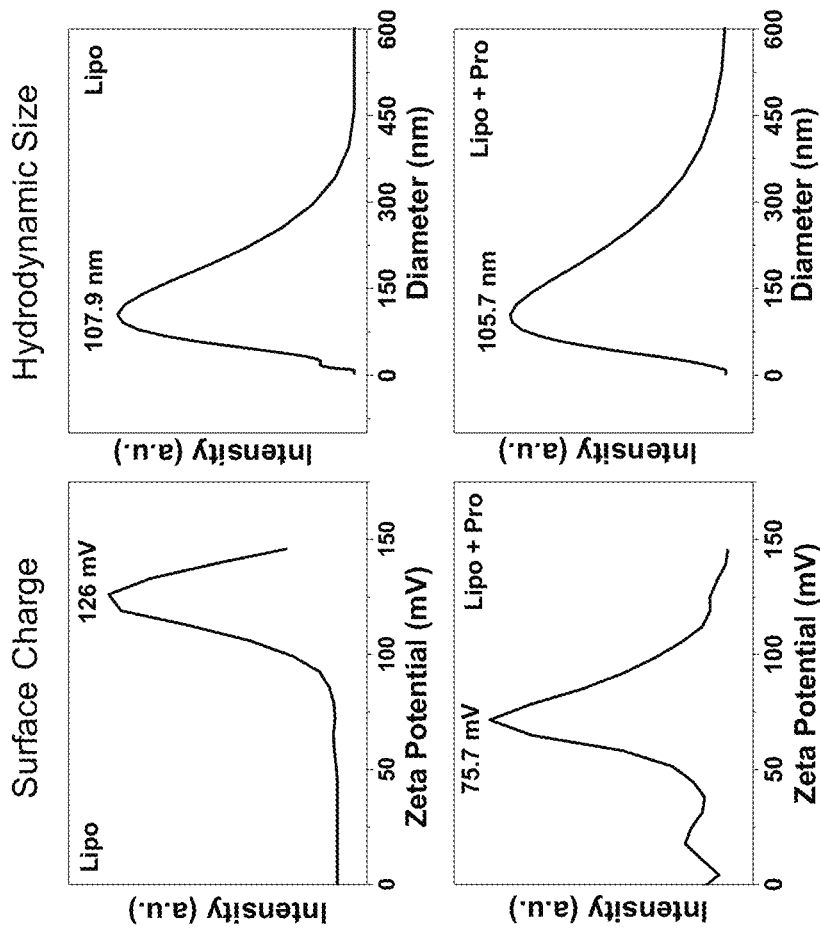 Surface Charge
Hydrodynamic Size
Intensity (a.u.)
Lipo
126 mV
0 50 100 150
Zeta Potential (mV)
Intensity (a.u.)
107.9 nm
Lipo
0 150 300 450 600
Diameter (nm)
Intensity (a.u.)
75.7 mV
Lipo + Pro
0 50 100 150
Zeta Potential (mV)
Intensity (a.u.)
105.7 nm
Lipo + Pro
0 150 300 450 600
Diameter (nm)